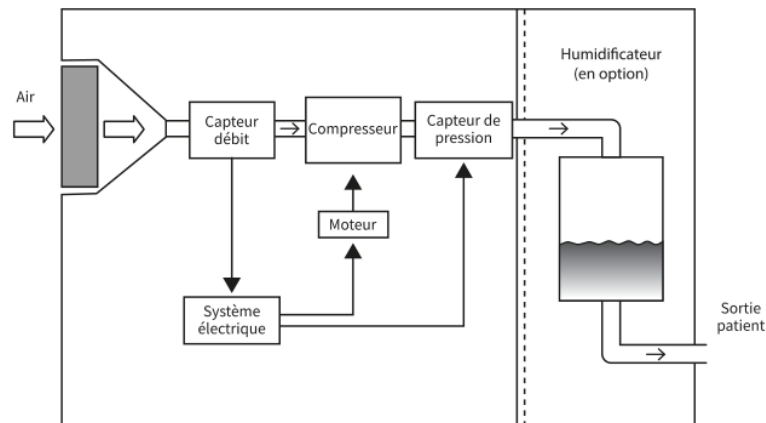 Humidificateur
(en option)
Air
Capteur
débit
Compresseur
Capteur de
pression
Moteur
Système
électrique
Sortie
patient